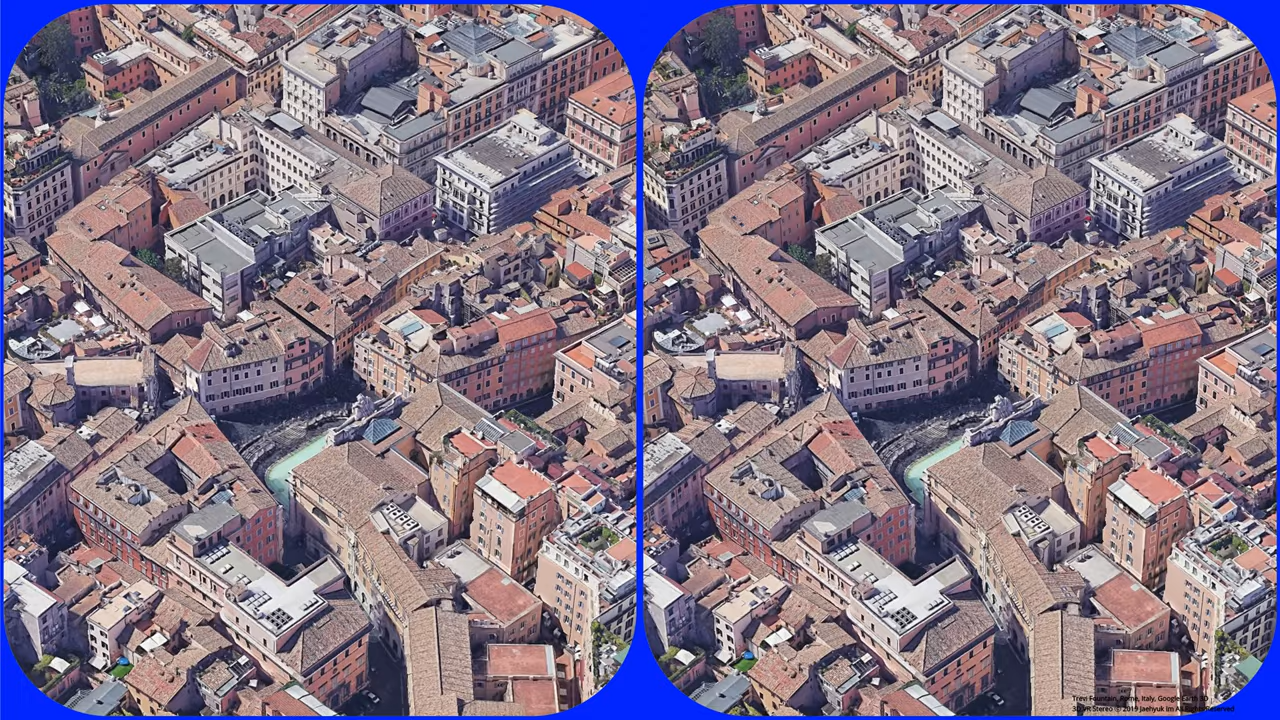 Trevi Fountain, Rome, Italy, Google Earth 3D
3D VR Stereo ⓒ 2019 Jaehyuk Im All Rights Reserved